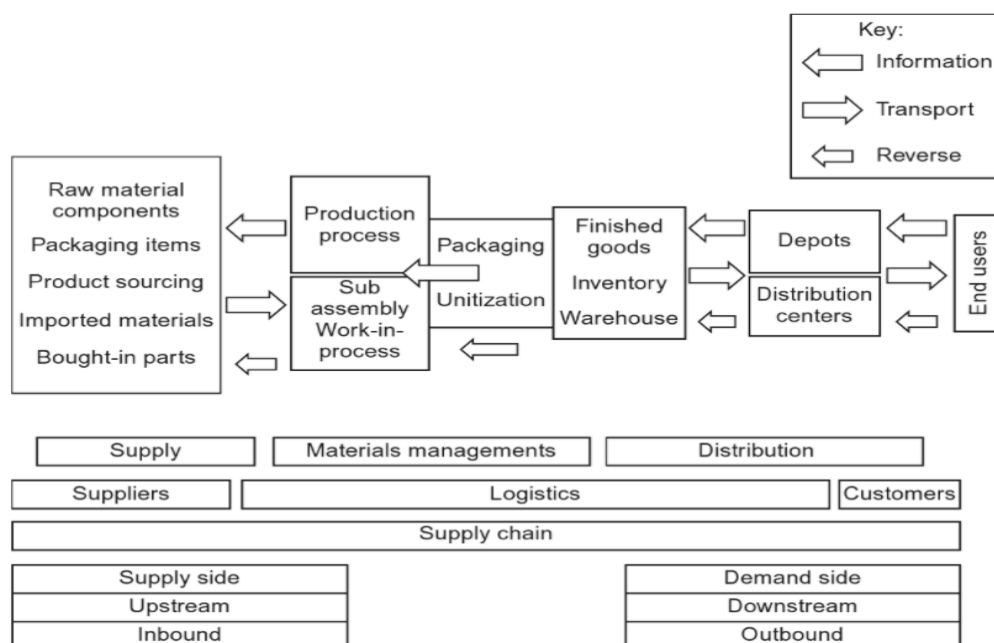 Key:
Information
Transport
Reverse
Raw material
components
Packaging items
Product sourcing
Imported materials
Bought-in parts
Production
process
Sub
assembly
Work-in-
process
Packaging
Unitization
Finished
goods
Inventory
Warehouse
Depots
Distribution
centers
End users
Supply
Materials managements
Distribution
Suppliers
Logistics
Customers
Supply chain
Supply side
Upstream
Inbound
Demand side
Downstream
Outbound